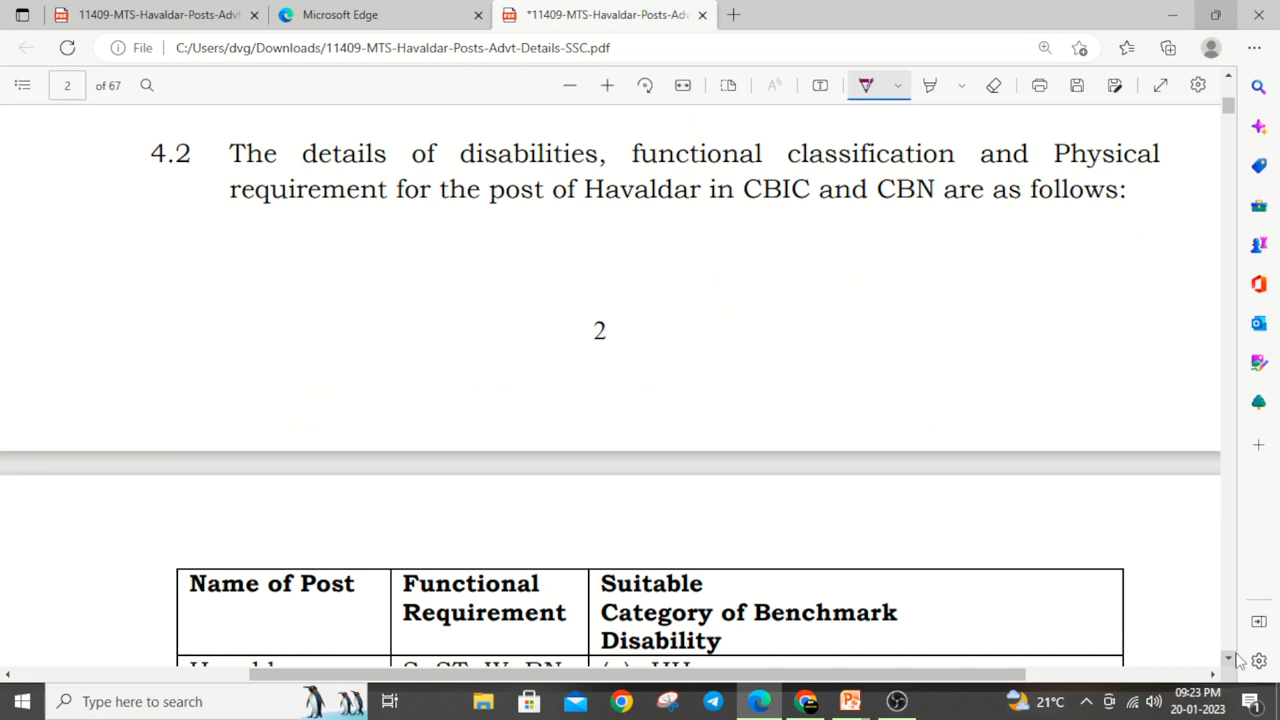 11409-MTS-Havaldar-Posts-Advt
Microsoft Edge
*11409-MTS-Havaldar-Posts-Adv
File
C:/Users/dvg/Downloads/11409-MTS-Havaldar-Posts-Advt-Details-SSC.pdf
2 of 67
4.2 The details of disabilities, functional classification and Physical
requirement for the post of Havaldar in CBIC and CBN are as follows:
2
Name of Post
Functional
Requirement
Suitable
Category of Benchmark
Disability
Type here to search
21°C
09:23 PM
20-01-2023
1